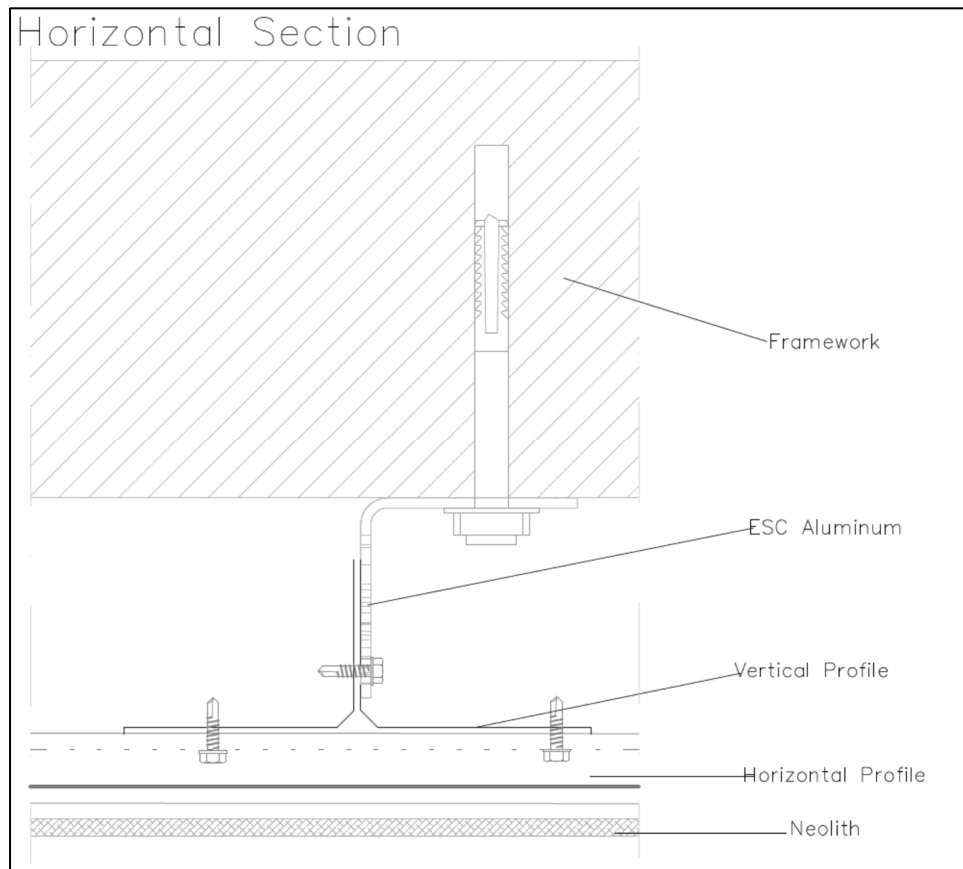 Horizontal Section
Framework
ESC Aluminum
Vertical Profile
Horizontal Profile
Neolith